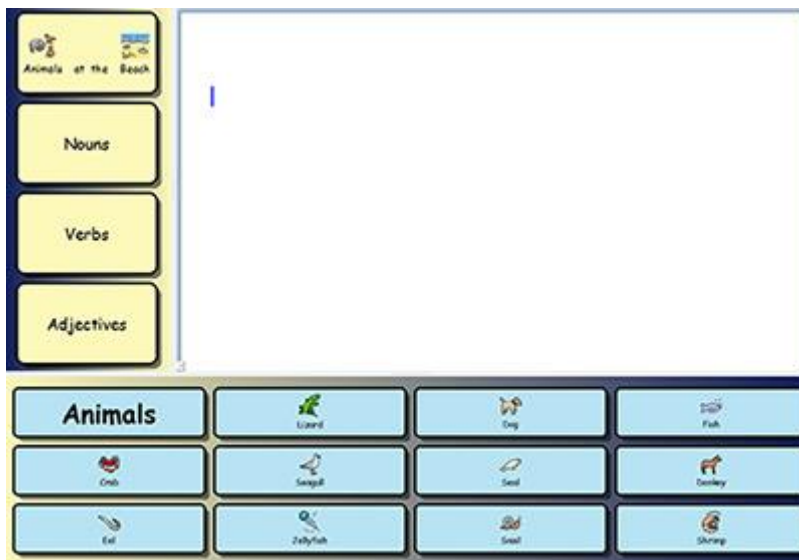 Animals at the Beach
Nouns
Verbs
Adjectives
Animals
Lizard
Dog
Fish
Crab
Seagull
Seal
Donkey
Eel
Jellyfish
Snail
Shrimp